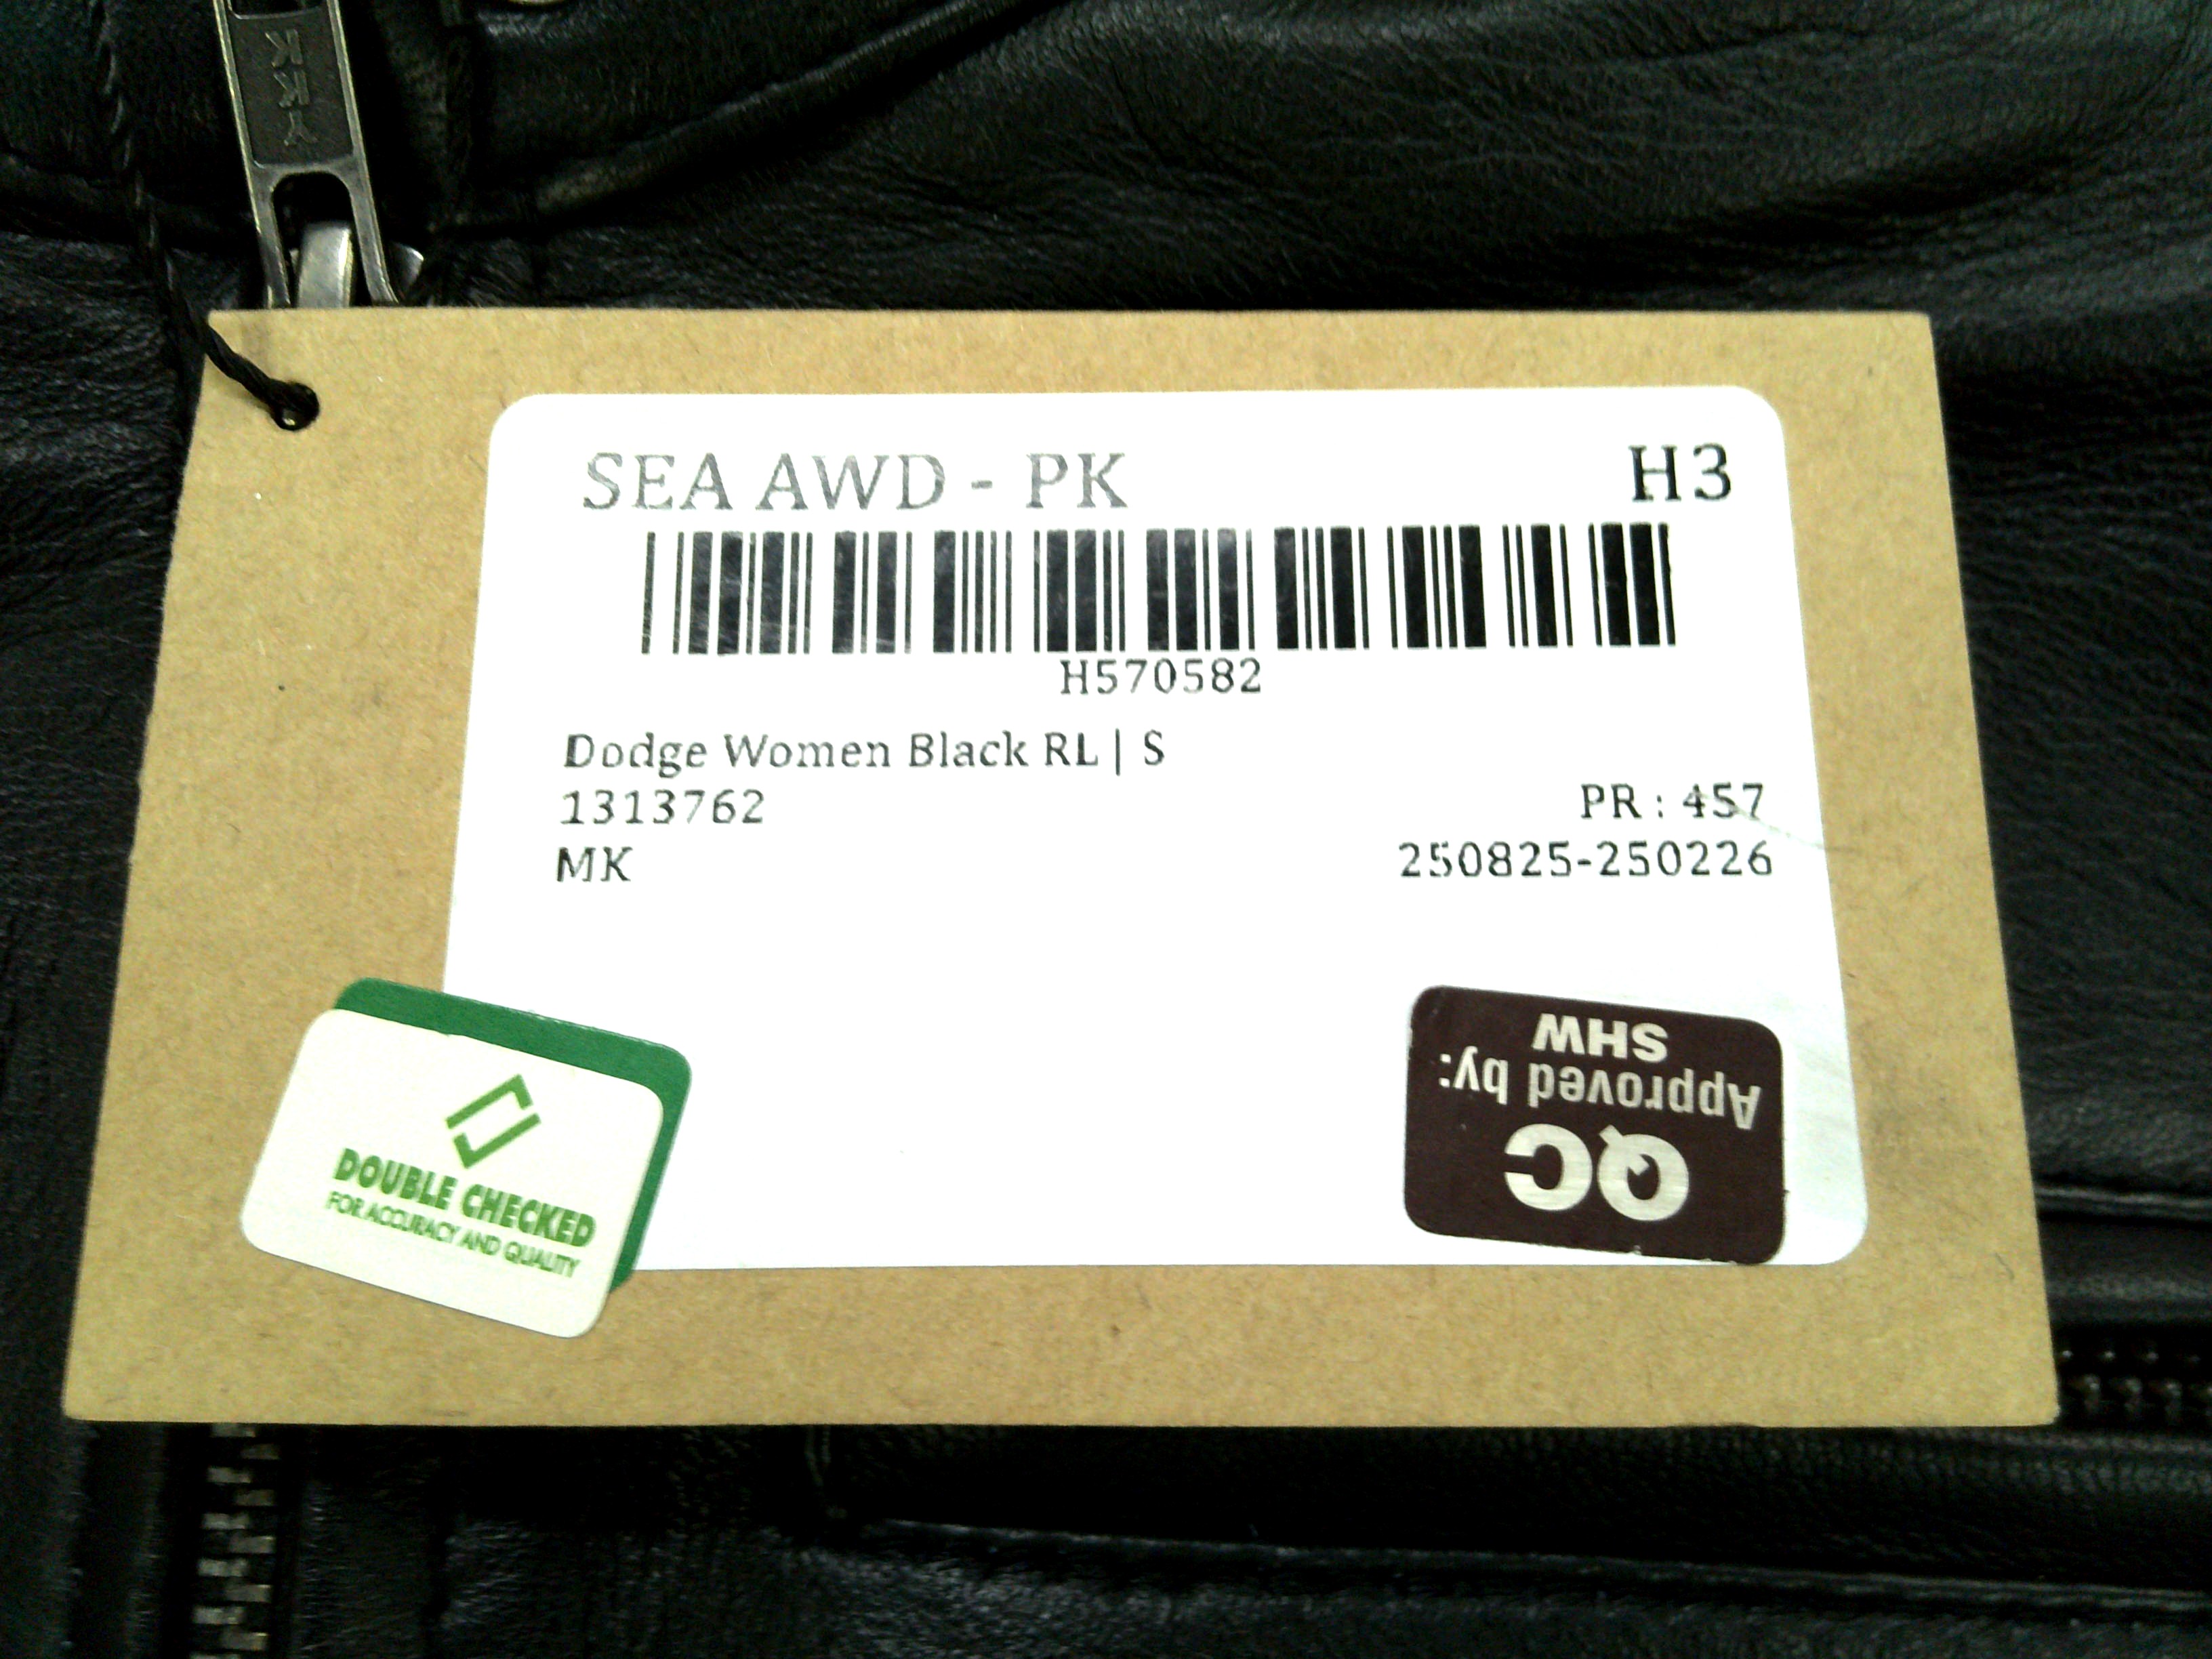 YKK
SEA AWD - PK
H3
H570582
Dodge Women Black RL | S
1313762
PR : 457
MK
250825-250226
DOUBLE CHECKED
FOR ACCURACY AND QUALITY
QC
Approved by:
SHW